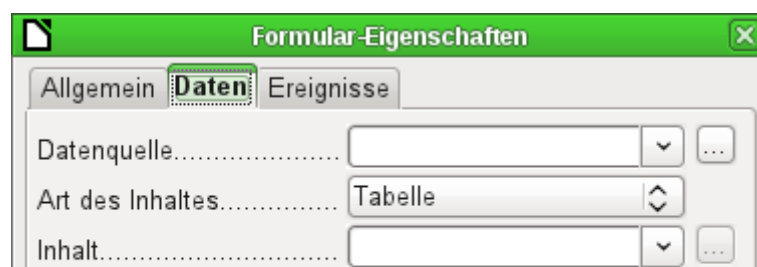 Formular-Eigenschaften
Allgemein Daten Ereignisse
Datenquelle..................... ...
Art des Inhaltes............... Tabelle
Inhalt............................ ...